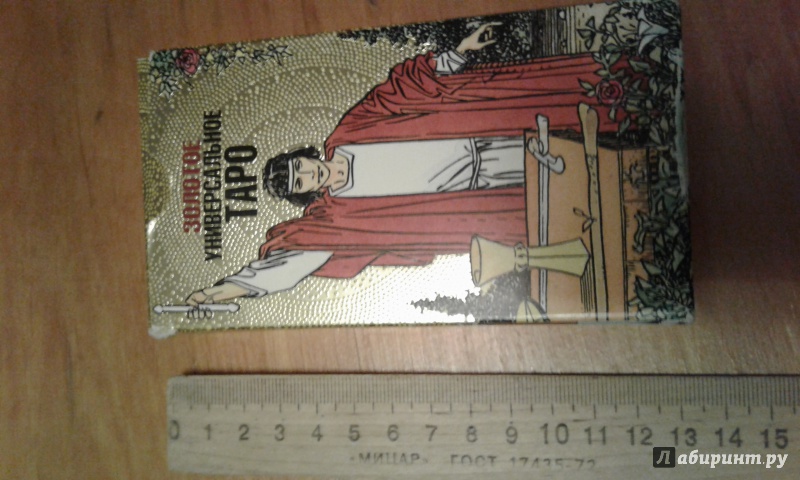 ЗОЛОТОЕ
УНИВЕРСАЛЬНОЕ
ТАРО
0 1 2 3 4 5 6 7 8 9 10 11 12 13 14 15
«МИЦАР» ГОСТ 17435-72
Лабиринт.ру